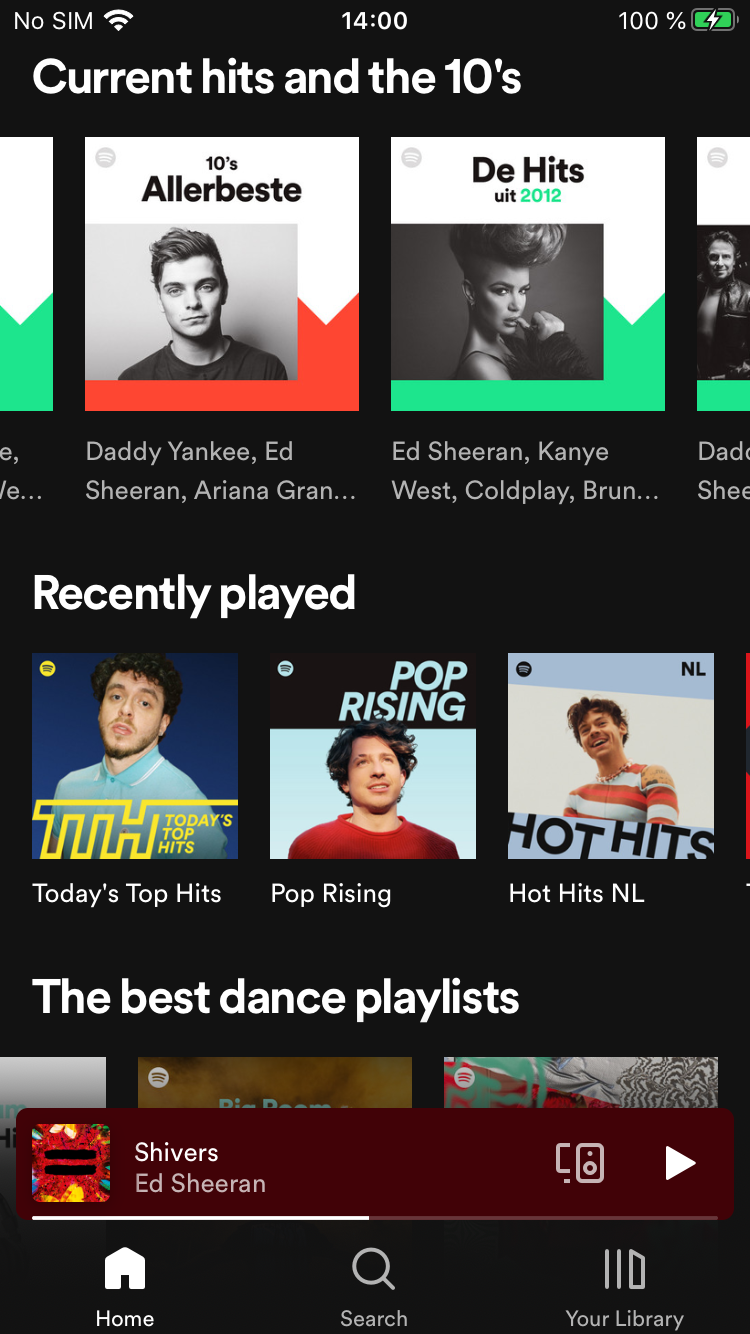 No SIM 14:00 100 %
Current hits and the 10's
10's
Allerbeste
De Hits
uit 2012
e,
Daddy Yankee, Ed
Ed Sheeran, Kanye
Dadd
/e...
Sheeran, Ariana Gran...
West, Coldplay, Brun...
Shee
Recently played
TTH TODAY'S
TOP
HITS
POP
RISING
NL
HOT HITS
Today's Top Hits
Pop Rising
Hot Hits NL
The best dance playlists
Big Room
Shivers
Ed Sheeran
Home
Search
Your Library